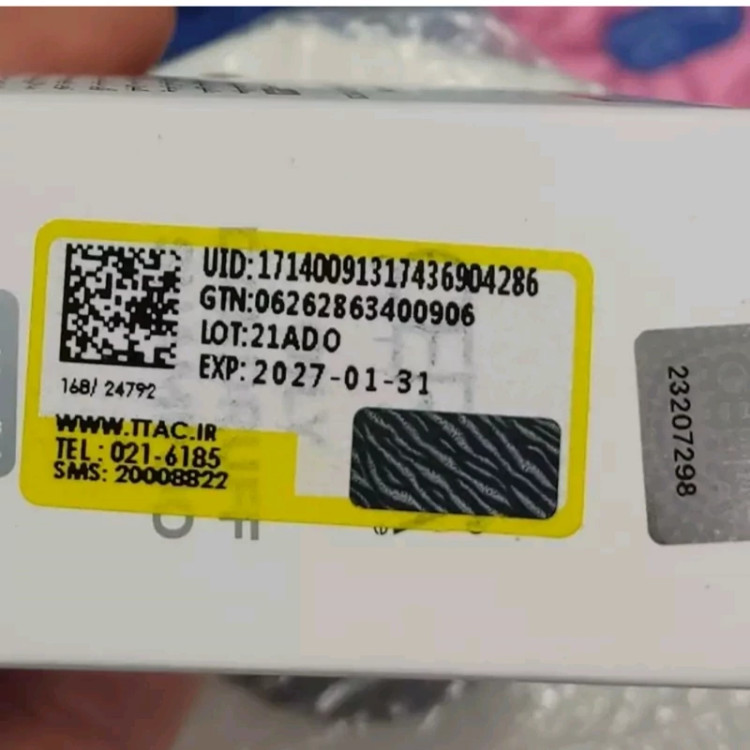 UID:17140091317436904286
GTN:06262863400906
LOT:21ADO
EXP: 2027-01-31
168/ 24792
WWW.TTAC.IR
TEL : 021-6185
SMS: 20008822
23207298